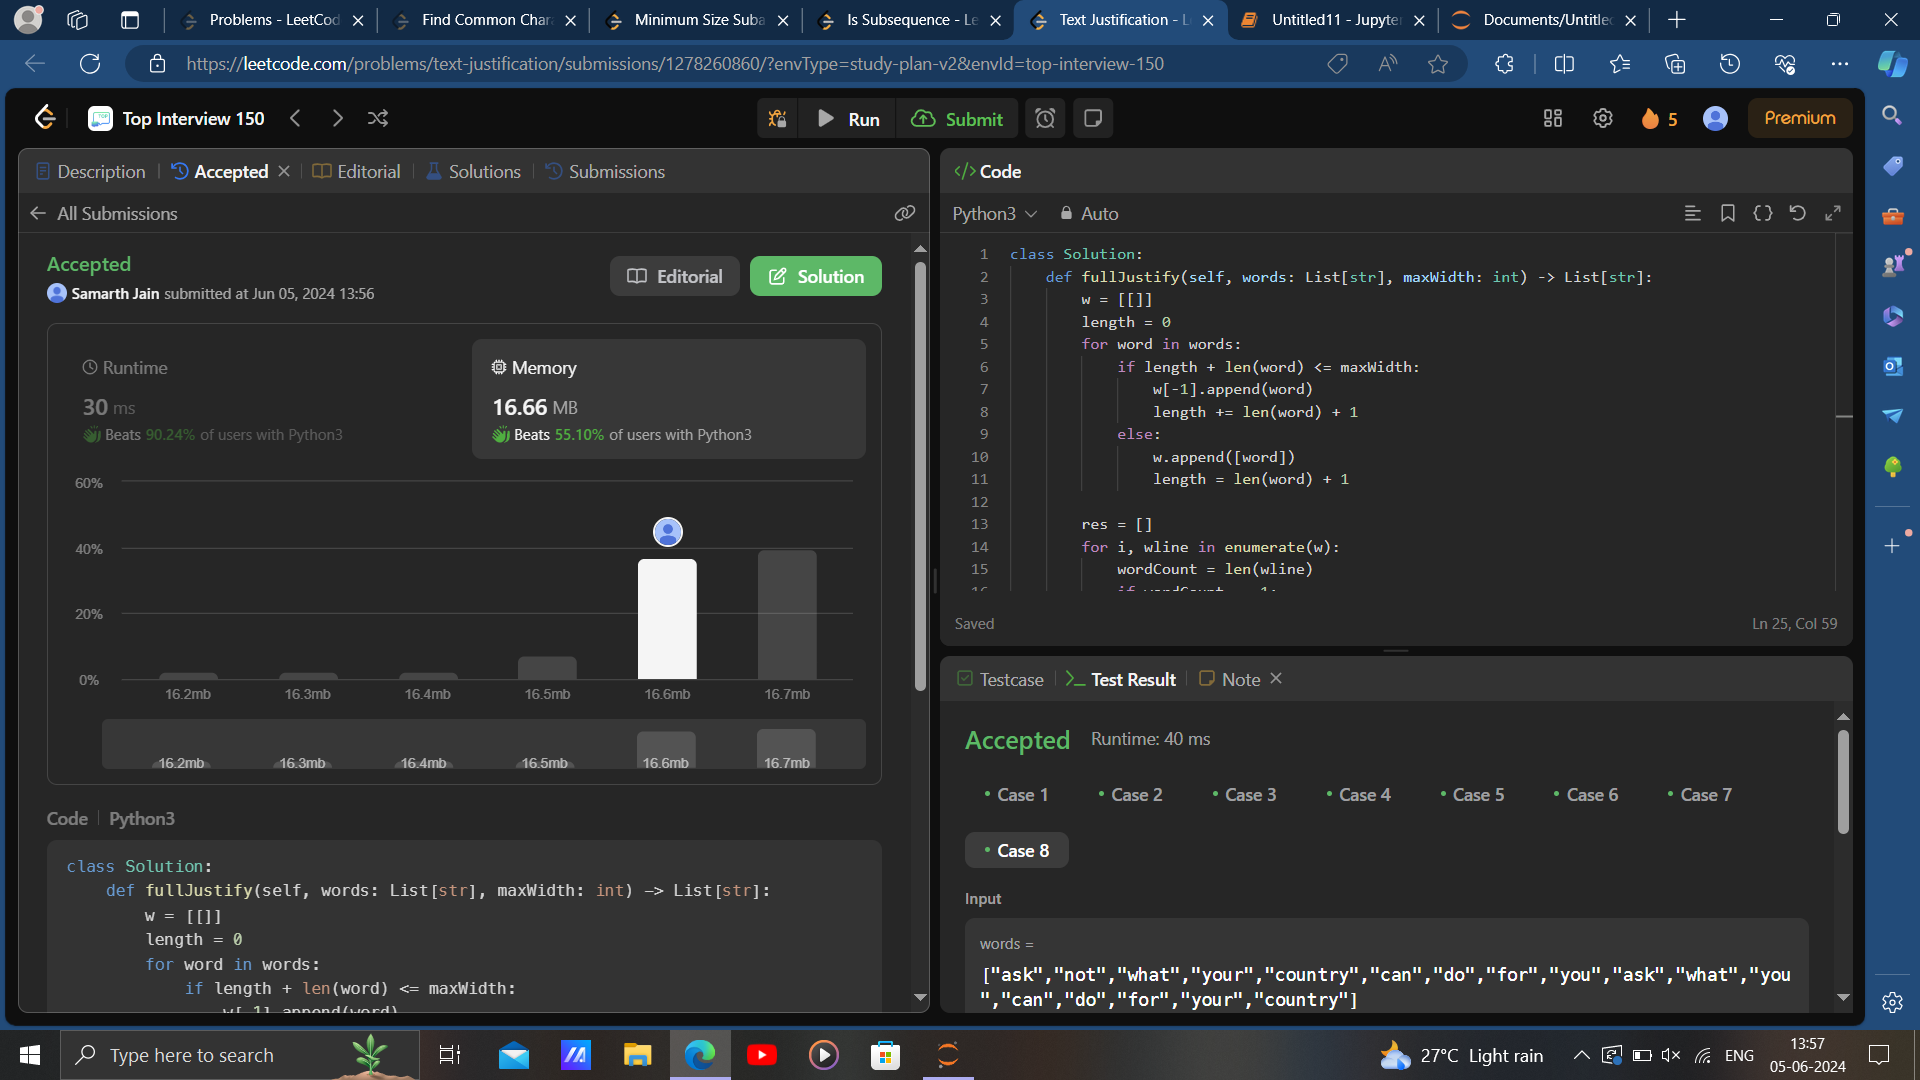 Problems - LeetCod
Find Common Chara
Minimum Size Suba
Is Subsequence - Le
Text Justification - L
Untitled11 - Jupyter
Documents/Untitled
https://leetcode.com/problems/text-justification/submissions/1278260860/?envType=study-plan-v2&envId=top-interview-150
Top Interview 150
Run
Submit
5
Premium
Description
Accepted
Editorial
Solutions
Submissions
All Submissions
Accepted
Samarth Jain submitted at Jun 05, 2024 13:56
Editorial
Solution
Runtime
30 ms
Beats 90.24% of users with Python3
Memory
16.66 MB
Beats 55.10% of users with Python3
60%
40%
20%
0%
16.2mb 16.3mb 16.4mb 16.5mb 16.6mb 16.7mb
16.2mb 16.3mb 16.4mb 16.5mb 16.6mb 16.7mb
Code | Python3
class Solution:
def fullJustify(self, words: List[str], maxWidth: int) -> List[str]:
w = [[]]
length = 0
for word in words:
if length + len(word) <= maxWidth:
w[-1].append(word)
</> Code
Python3
Auto
1 class Solution:
2 def fullJustify(self, words: List[str], maxWidth: int) -> List[str]:
3 w = [[]]
4 length = 0
5 for word in words:
6 if length + len(word) <= maxWidth:
7 w[-1].append(word)
8 length += len(word) + 1
9 else:
10 w.append([word])
11 length = len(word) + 1
12
13 res = []
14 for i, wline in enumerate(w):
15 wordCount = len(wline)
Saved
Ln 25, Col 59
Testcase
Test Result
Note
Accepted Runtime: 40 ms
• Case 1 • Case 2 • Case 3 • Case 4 • Case 5 • Case 6 • Case 7
• Case 8
Input
words =
["ask","not","what","your","country","can","do","for","you","ask","what","you
","can","do","for","your","country"]
Type here to search
27°C Light rain
ENG
13:57
05-06-2024